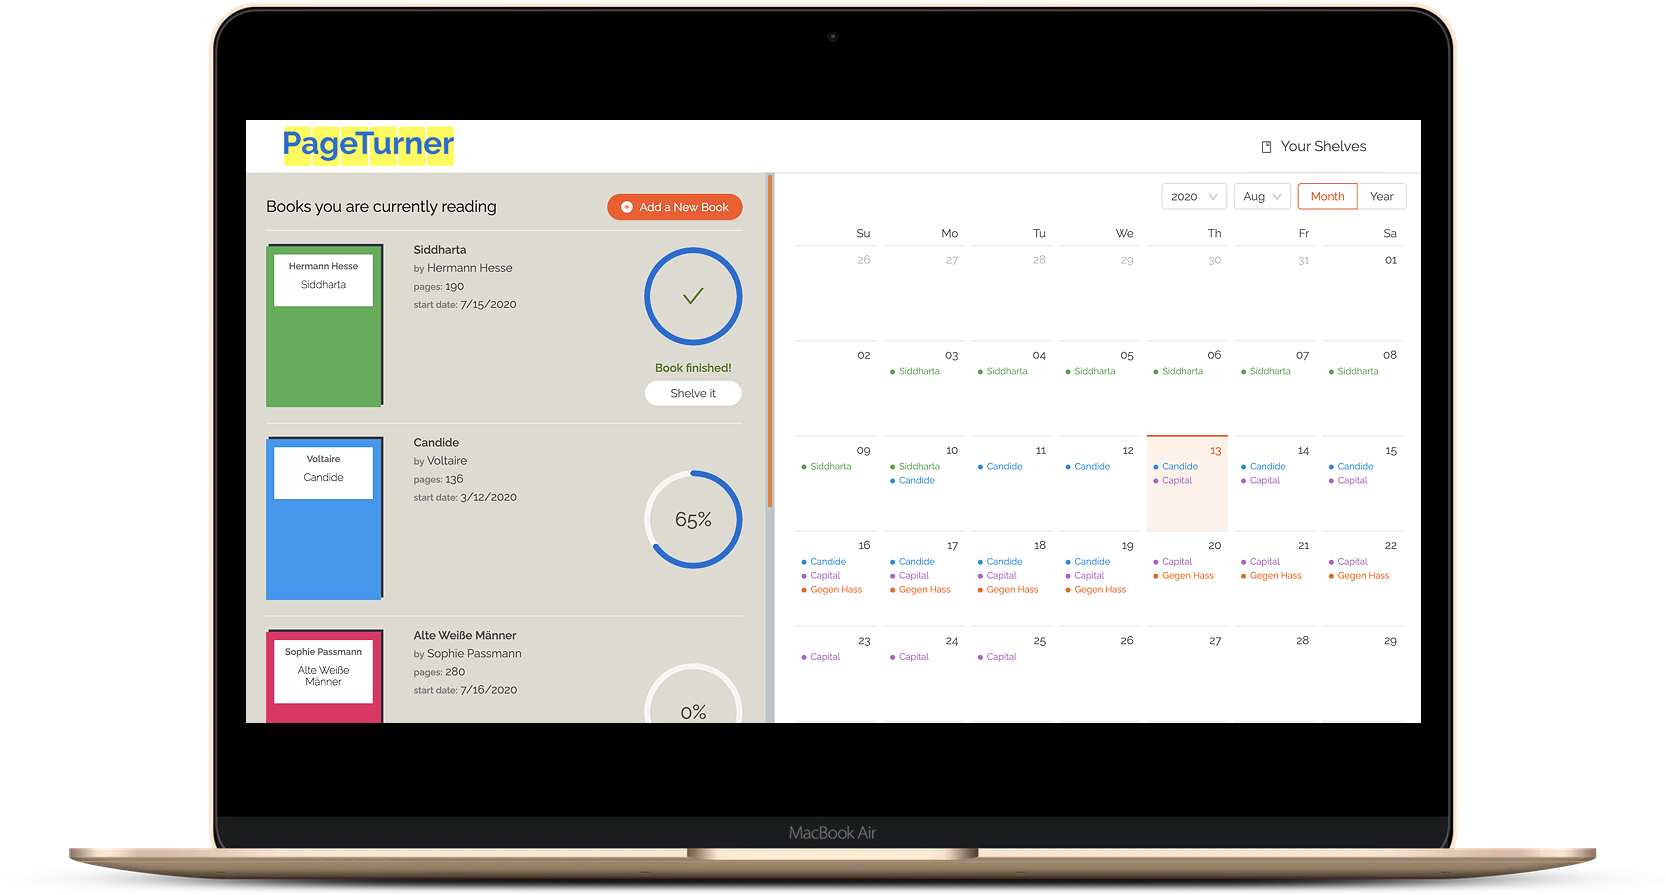 PageTurner
Your Shelves
Books you are currently reading
Add a New Book
Hermann Hesse
Siddharta
Siddharta
by Hermann Hesse
pages: 190
start date: 7/15/2020
Book finished!
Shelve it
Voltaire
Candide
Candide
by Voltaire
pages: 136
start date: 3/12/2020
65%
Sophie Passmann
Alte Weiße
Männer
Alte Weiße Männer
by Sophie Passmann
pages: 280
start date: 7/16/2020
0%
2020 Aug Month Year
Su Mo Tu We Th Fr Sa
26 27 28 29 30 31 01
02 03 04 05 06 07 08
Siddharta Siddharta Siddharta Siddharta Siddharta Siddharta
09 10 11 12 13 14 15
Siddharta Siddharta Candide Candide Candide Candide Candide
Candide Capital Capital Capital
16 17 18 19 20 21 22
Candide Candide Candide Candide Capital Capital Capital
Capital Capital Capital Capital Gegen Hass Gegen Hass Gegen Hass
Gegen Hass Gegen Hass Gegen Hass Gegen Hass
23 24 25 26 27 28 29
Capital Capital Capital
MacBook Air